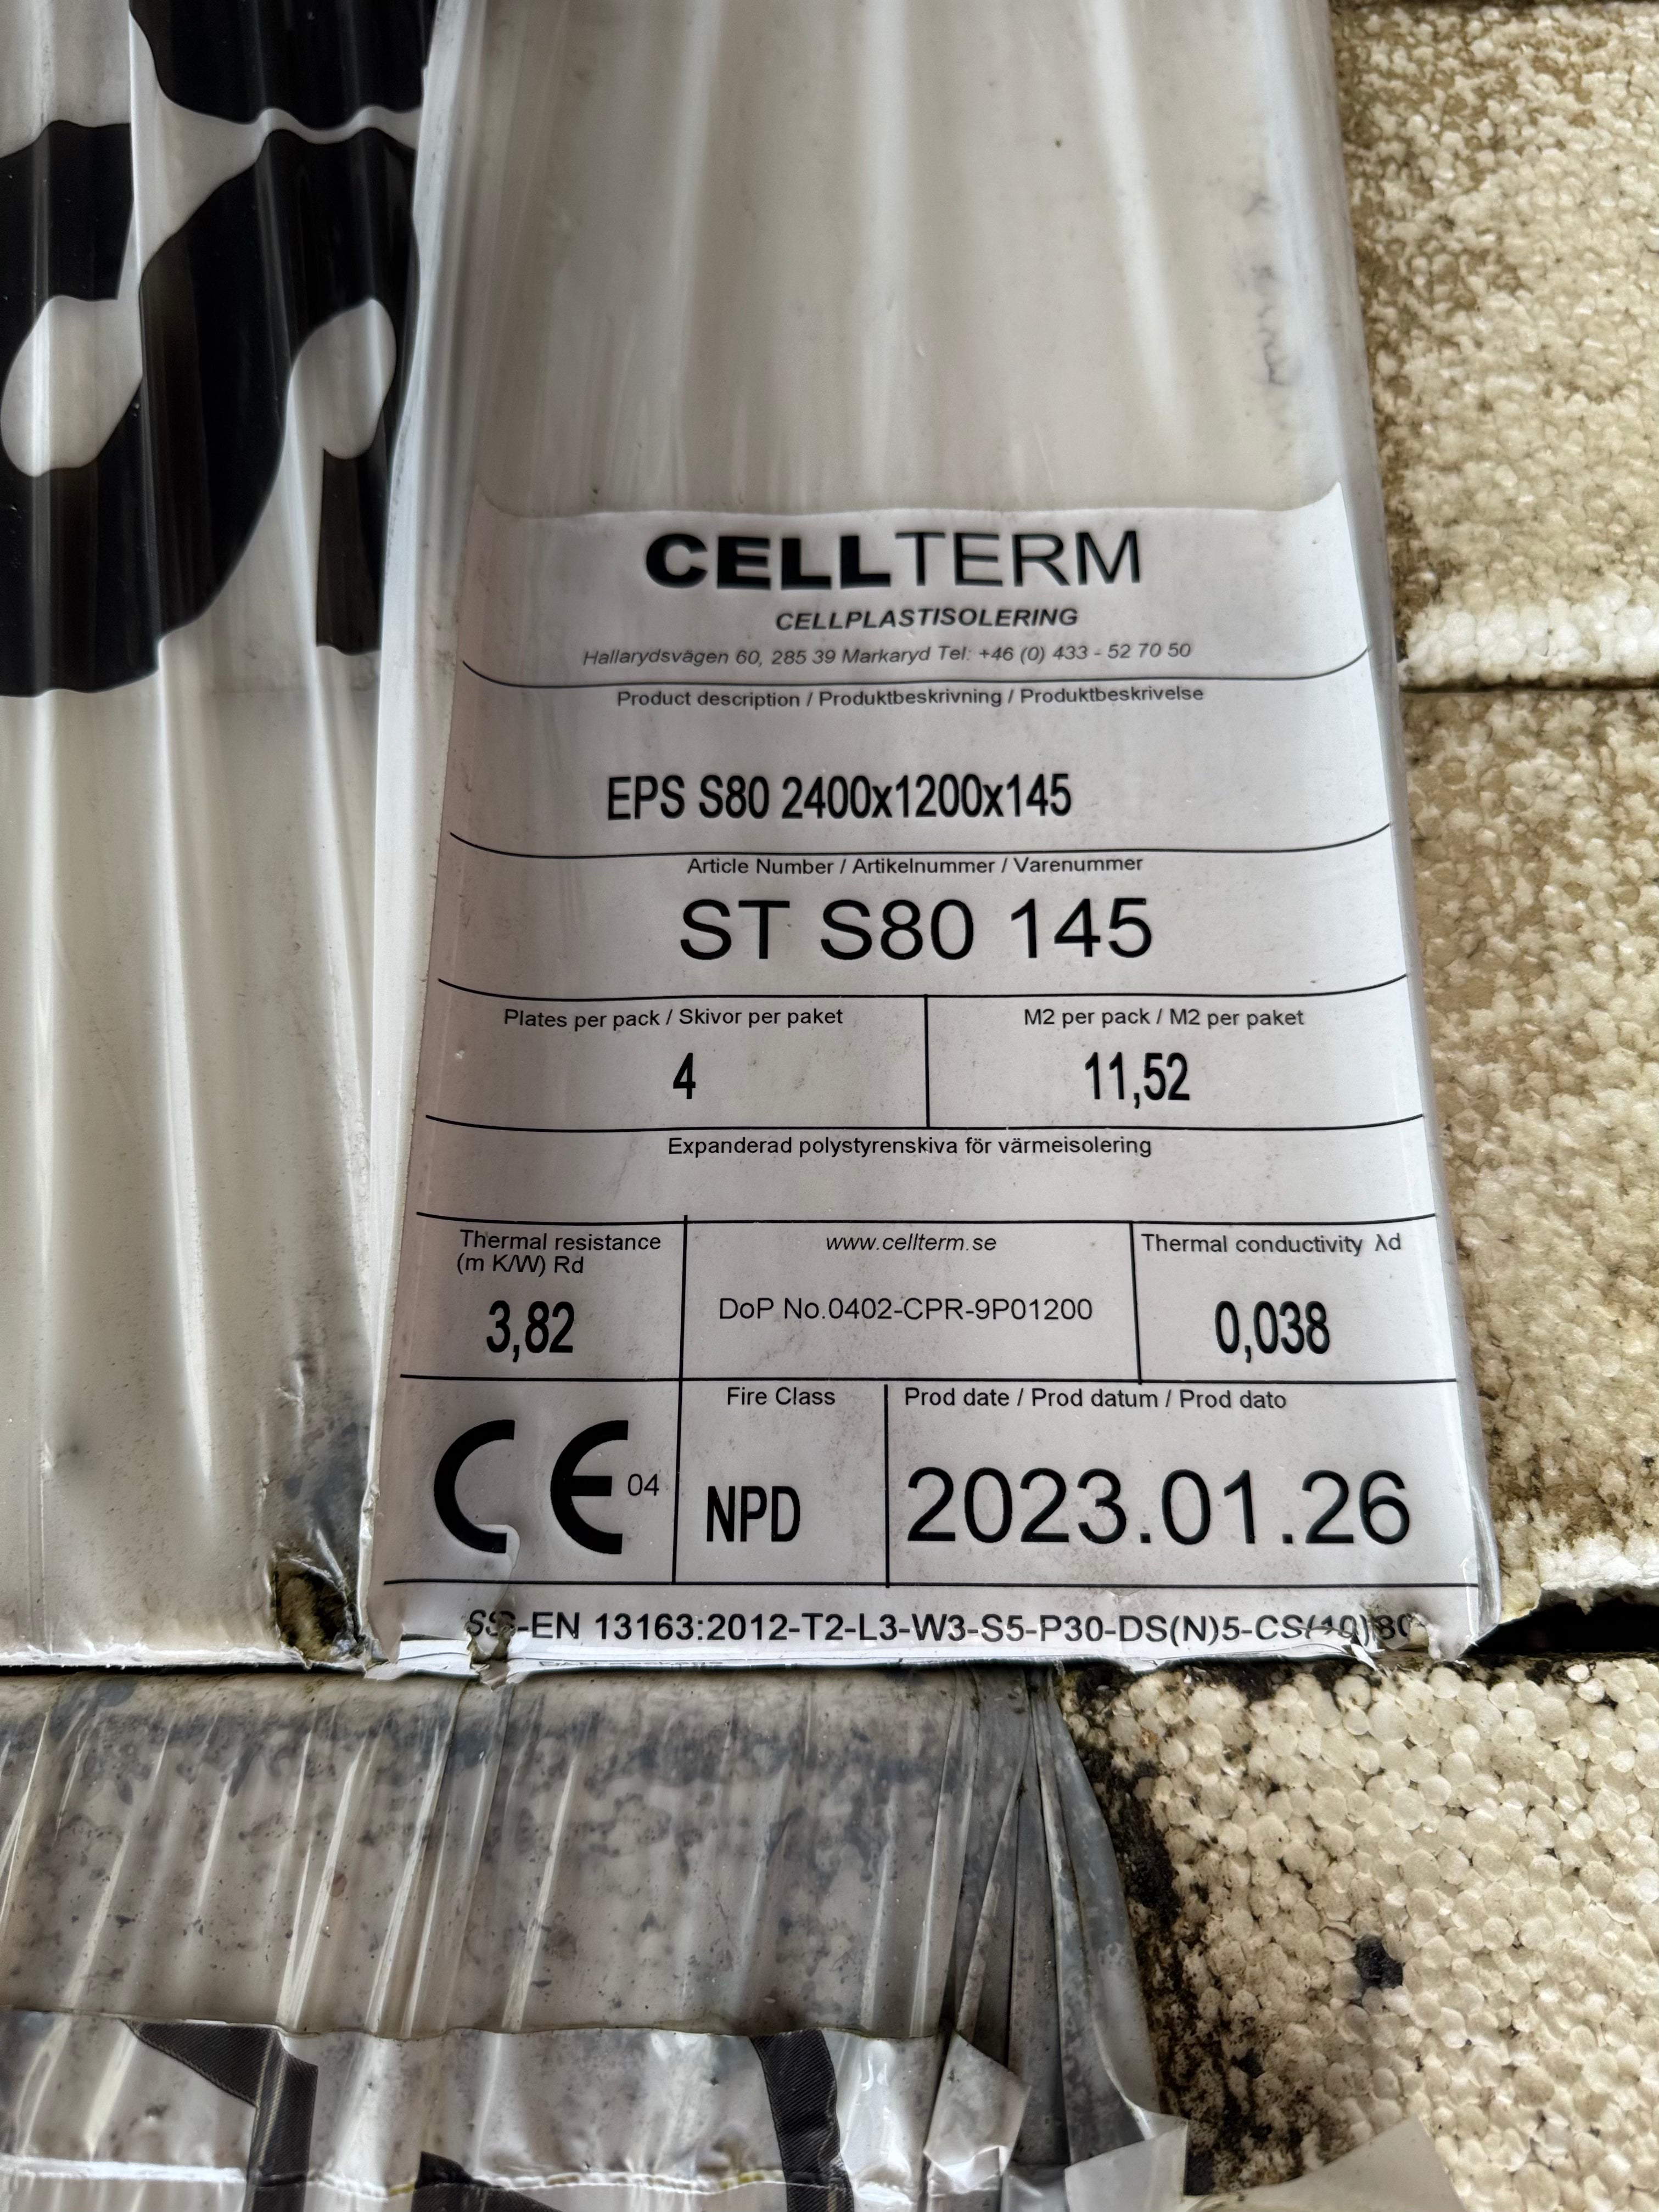 CELLTERM
CELLPLASTISOLERING
Hallarydsvägen 60, 285 39 Markaryd Tel: +46 (0) 433 - 52 70 50
Product description / Produktbeskrivning / Produktbeskrivelse
EPS S80 2400x1200x145
Article Number / Artikelnummer / Varenummer
ST S80 145
Plates per pack / Skivor per paket
4
M2 per pack / M2 per paket
11,52
Expanderad polystyrenskiva för värmeisolering
Thermal resistance
(m K/W) Rd
3,82
www.cellterm.se
DoP No.0402-CPR-9P01200
Thermal conductivity λd
0,038
CE 04
Fire Class
NPD
Prod date / Prod datum / Prod dato
2023.01.26
SS-EN 13163:2012-T2-L3-W3-S5-P30-DS(N)5-CS(10)80